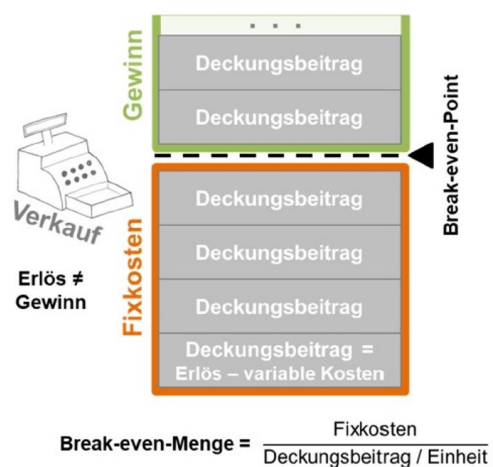 . . .
Gewinn
Deckungsbeitrag
Deckungsbeitrag
Break-even-Point
Verkauf
Erlös ≠
Gewinn
Fixkosten
Deckungsbeitrag
Deckungsbeitrag
Deckungsbeitrag
Deckungsbeitrag =
Erlös – variable Kosten
Break-even-Menge =
Fixkosten
Deckungsbeitrag / Einheit